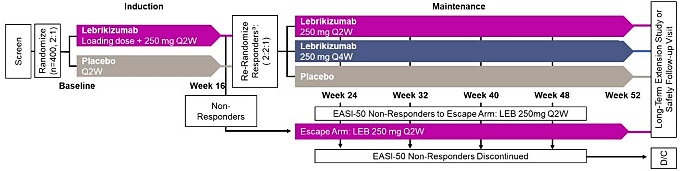 Induction
Maintenance
Screen
Randomize
(n=400, 2:1)
Lebrikizumab
Loading dose + 250 mg Q2W
Placebo
Q2W
Baseline
Week 16
Non-
Responders
Re-Randomize
Responders
( 2:2:1)
Lebrikizumab
250 mg Q2W
Lebrikizumab
250 mg Q4W
Placebo
Week 24
Week 32
Week 40
Week 48
Week 52
EASI-50 Non-Responders to Escape Arm: LEB 250mg Q2W
Escape Arm: LEB 250 mg Q2W
EASI-50 Non-Responders Discontinued
Long-Term Extension Study or
Safety Follow-up Visit
D/C